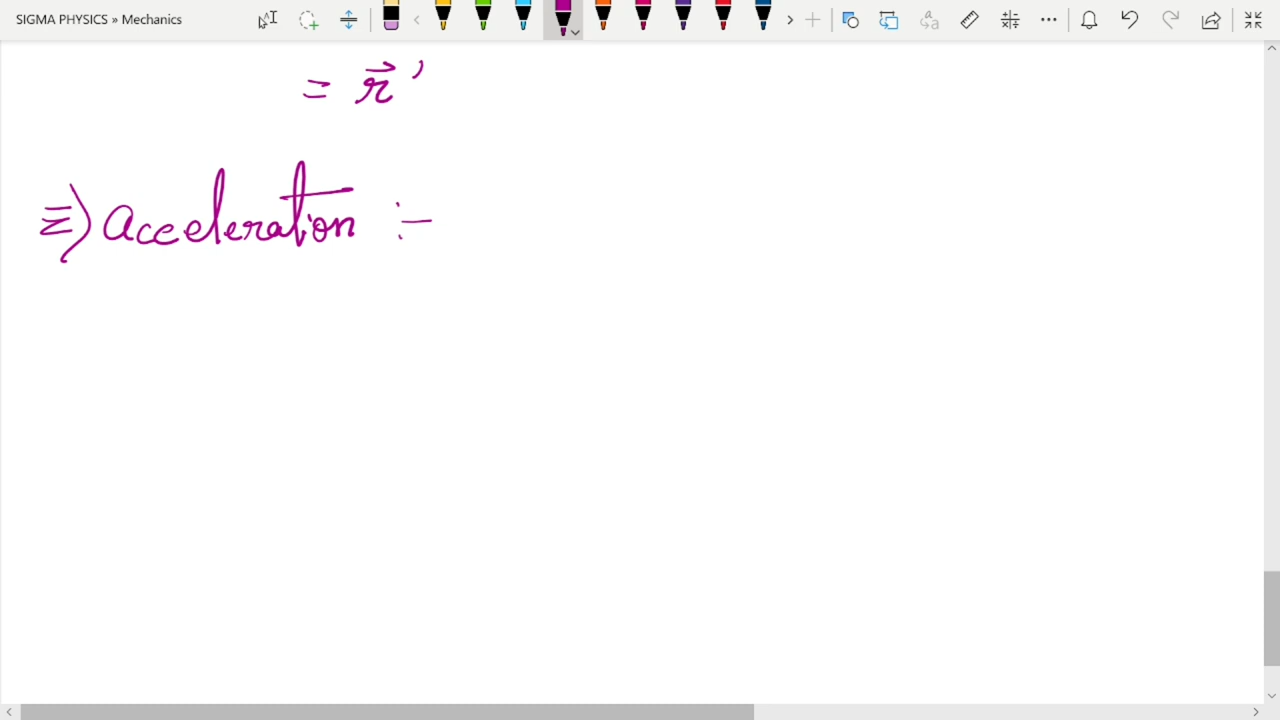 SIGMA PHYSICS » Mechanics
= r⃗ ’
Acceleration :-